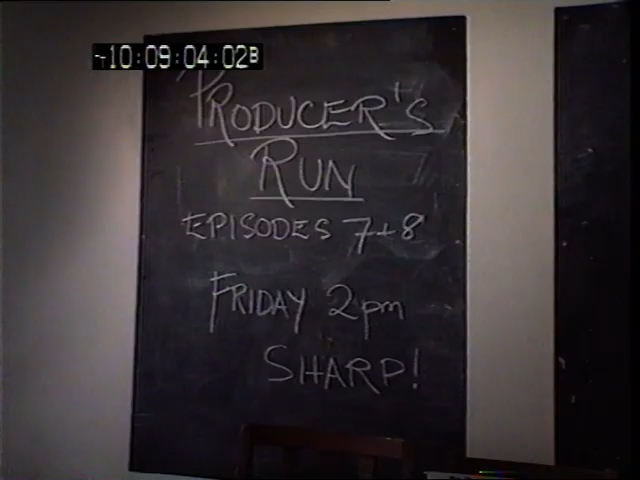 10:09:04:02B
PRODUCER'S
RUN
EPISODES 7+8
FRIDAY 2pm
SHARP!